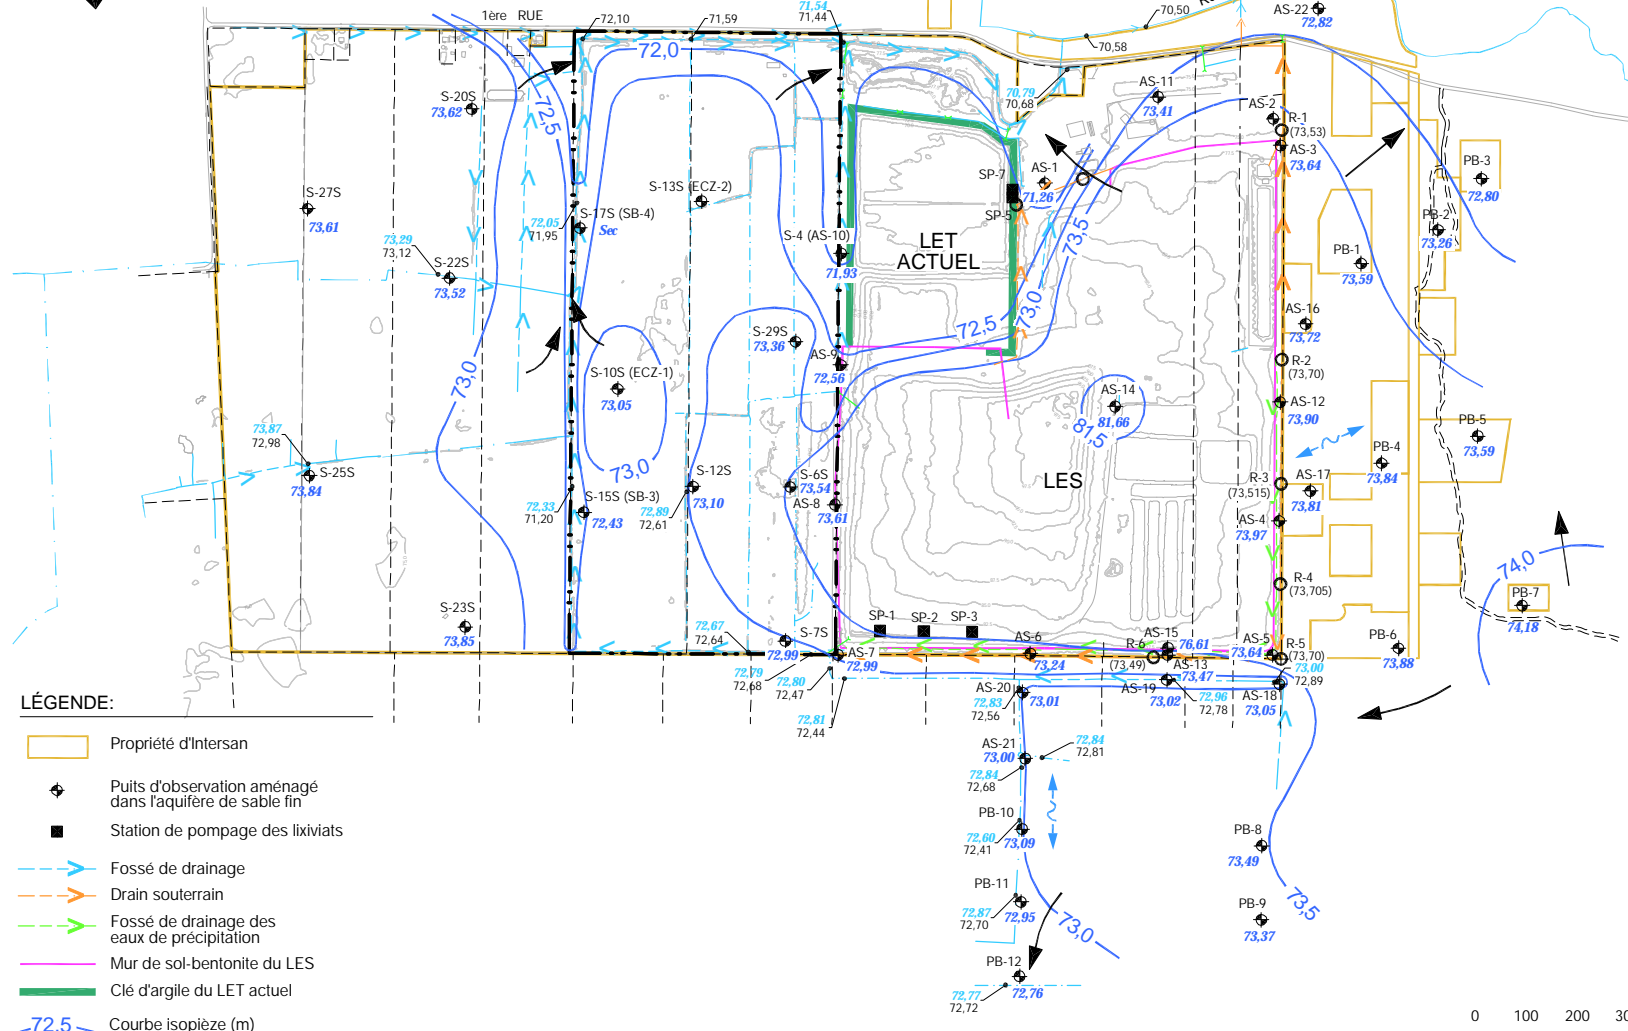 1ère RUE
72,10
71,59
71,54
71,44
70,50
70,58
AS-22
72,82
72,0
72,5
70,79
70,68
AS-11
73,41
AS-2
R-1
(73,53)
AS-3
73,64
S-20S
73,62
S-27S
73,61
S-13S (ECZ-2)
S-17S (SB-4)
Sec
72,05
71,95
S-4 (AS-10)
71,93
LET
ACTUEL
SP-7
AS-1
71,26
SP-5
73,5
PB-3
72,80
PB-2
73,26
PB-1
73,59
73,29
73,12
S-22S
73,52
AS-16
73,72
72,5
73,0
S-29S
73,36
AS-9
72,56
R-2
(73,70)
73,0
S-10S (ECZ-1)
73,05
AS-14
81,66
81,5
AS-12
73,90
PB-5
73,59
PB-4
73,84
73,87
72,98
S-25S
73,84
73,0
S-12S
73,10
S-6S
73,54
AS-8
73,61
LES
R-3
(73,515)
AS-17
73,81
72,33
71,20
S-15S (SB-3)
72,43
72,89
72,61
AS-4
73,97
74,0
R-4
(73,705)
PB-7
74,18
S-23S
73,85
72,67
72,64
S-7S
72,99
SP-1
SP-2
SP-3
AS-6
73,24
AS-15
76,61
R-6
(73,49)
AS-13
73,47
AS-5
73,64
R-5
(73,70)
73,00
72,89
PB-6
73,88
AS-7
72,99
72,79
72,68
72,80
72,47
72,81
72,44
AS-20
73,01
72,83
72,56
AS-19
73,02
72,96
72,78
AS-18
73,05
AS-21
73,00
72,84
72,81
72,84
72,68
PB-10
73,09
72,60
72,41
PB-8
73,49
PB-11
72,95
72,87
72,70
73,0
PB-9
73,37
73,5
PB-12
72,76
72,77
72,72
LÉGENDE:
Propriété d'Intersan
Puits d'observation aménagé
dans l'aquifère de sable fin
Station de pompage des lixiviats
Fossé de drainage
Drain souterrain
Fossé de drainage des
eaux de précipitation
Mur de sol-bentonite du LES
Clé d'argile du LET actuel
72,5 Courbe isopièze (m)
0 100 200